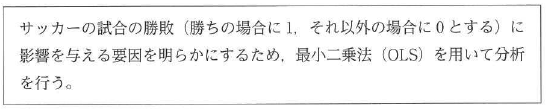 サッカーの試合の勝敗（勝ちの場合に 1，それ以外の場合に 0 とする）に
影響を与える要因を明らかにするため，最小二乗法（OLS）を用いて分析
を行う。